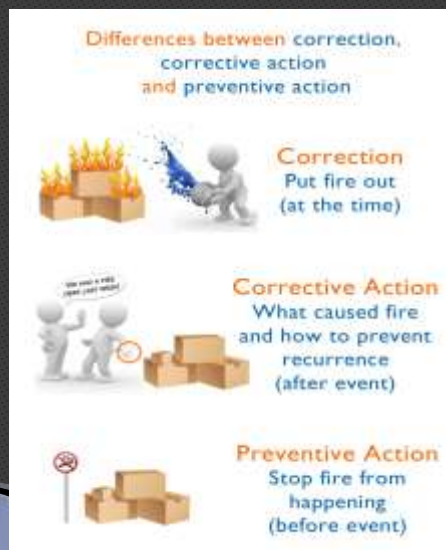 Differences between correction,
corrective action
and preventive action
Correction
Put fire out
(at the time)
Corrective Action
What caused fire
and how to prevent
recurrence
(after event)
Preventive Action
Stop fire from
happening
(before event)